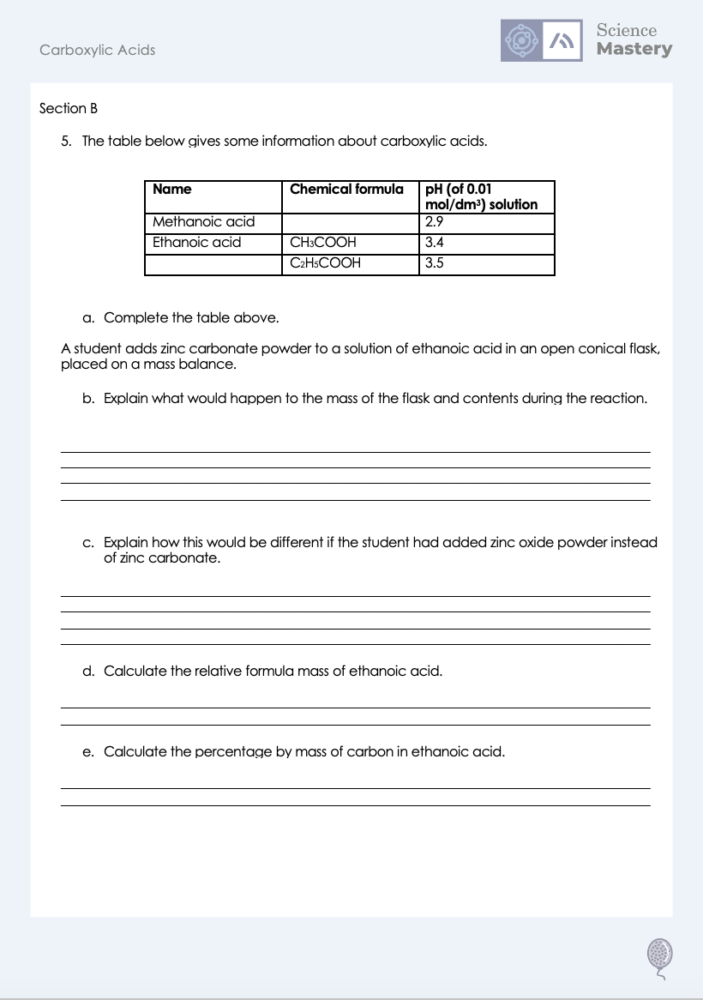 Carboxylic Acids
Science
Mastery
Section B
5. The table below gives some information about carboxylic acids.
Name Chemical formula pH (of 0.01
mol/dm³) solution
Methanoic acid 2.9
Ethanoic acid CH₃COOH 3.4
C₂H₅COOH 3.5
a. Complete the table above.
A student adds zinc carbonate powder to a solution of ethanoic acid in an open conical flask,
placed on a mass balance.
b. Explain what would happen to the mass of the flask and contents during the reaction.
c. Explain how this would be different if the student had added zinc oxide powder instead
of zinc carbonate.
d. Calculate the relative formula mass of ethanoic acid.
e. Calculate the percentage by mass of carbon in ethanoic acid.